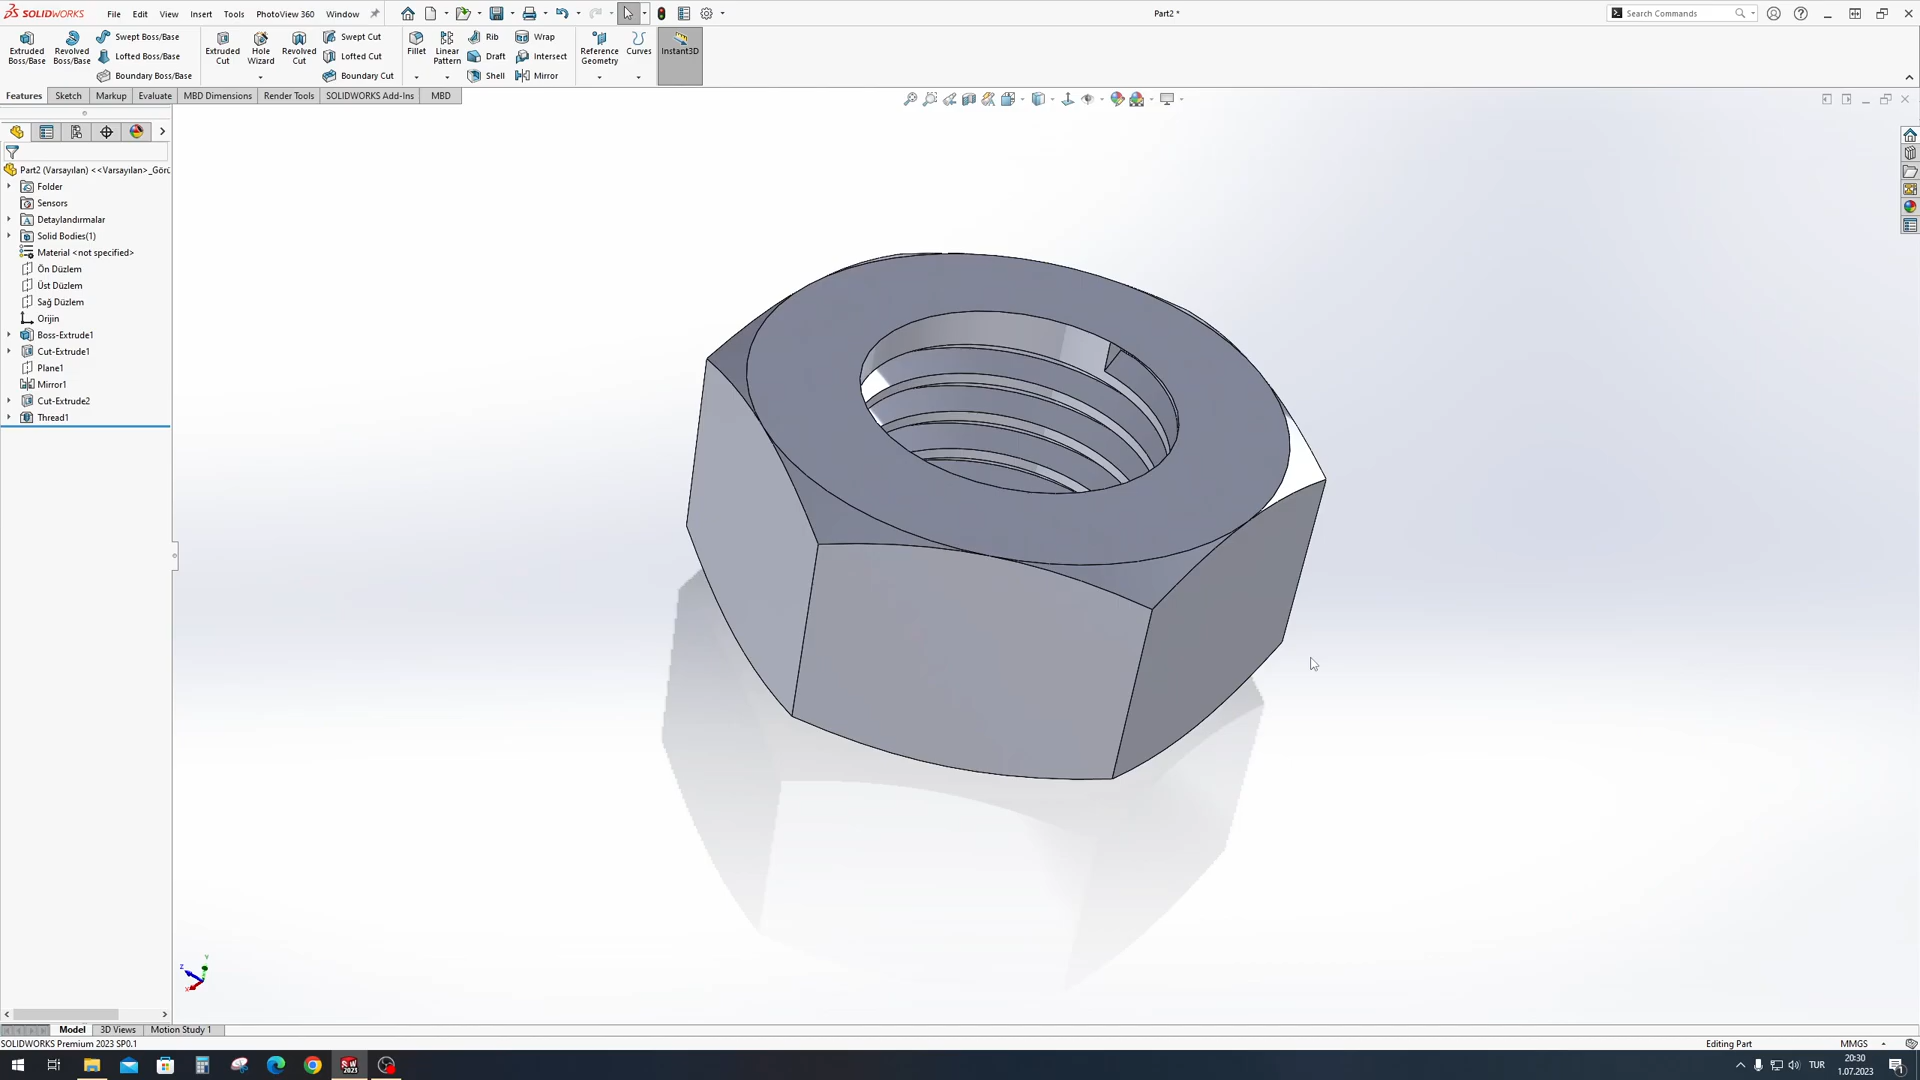 SOLIDWORKS File Edit View Insert Tools PhotoView 360 Window Part2 * Search Commands
Extruded Boss/Base
Revolved Boss/Base
Swept Boss/Base
Lofted Boss/Base
Boundary Boss/Base
Extruded Cut
Hole Wizard
Revolved Cut
Swept Cut
Lofted Cut
Boundary Cut
Fillet
Linear Pattern
Rib
Draft
Shell
Wrap
Intersect
Mirror
Reference Geometry
Curves
Instant3D
Features Sketch Markup Evaluate MBD Dimensions Render Tools SOLIDWORKS Add-Ins MBD
Part2 (Varsayılan) <<Varsayılan>_Görü
Folder
Sensors
Detaylandırmalar
Solid Bodies(1)
Material <not specified>
Ön Düzlem
Üst Düzlem
Sağ Düzlem
Orijin
Boss-Extrude1
Cut-Extrude1
Plane1
Mirror1
Cut-Extrude2
Thread1
Model 3D Views Motion Study 1
SOLIDWORKS Premium 2023 SP0.1 Editing Part MMGS
TUR
20:30
1.07.2023